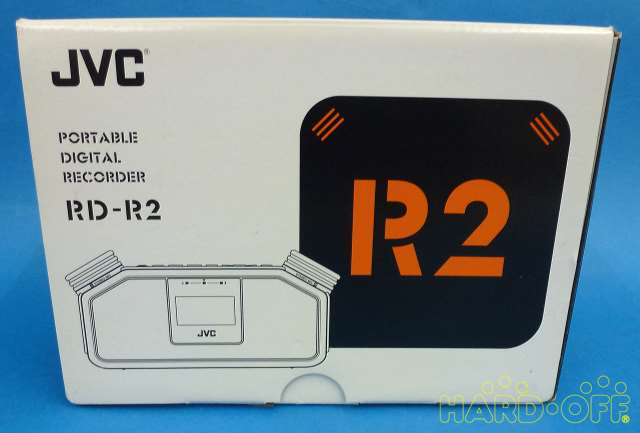 JVC®
PORTABLE
DIGITAL
RECORDER
RD-R2
R2
JVC
HARD·OFF®